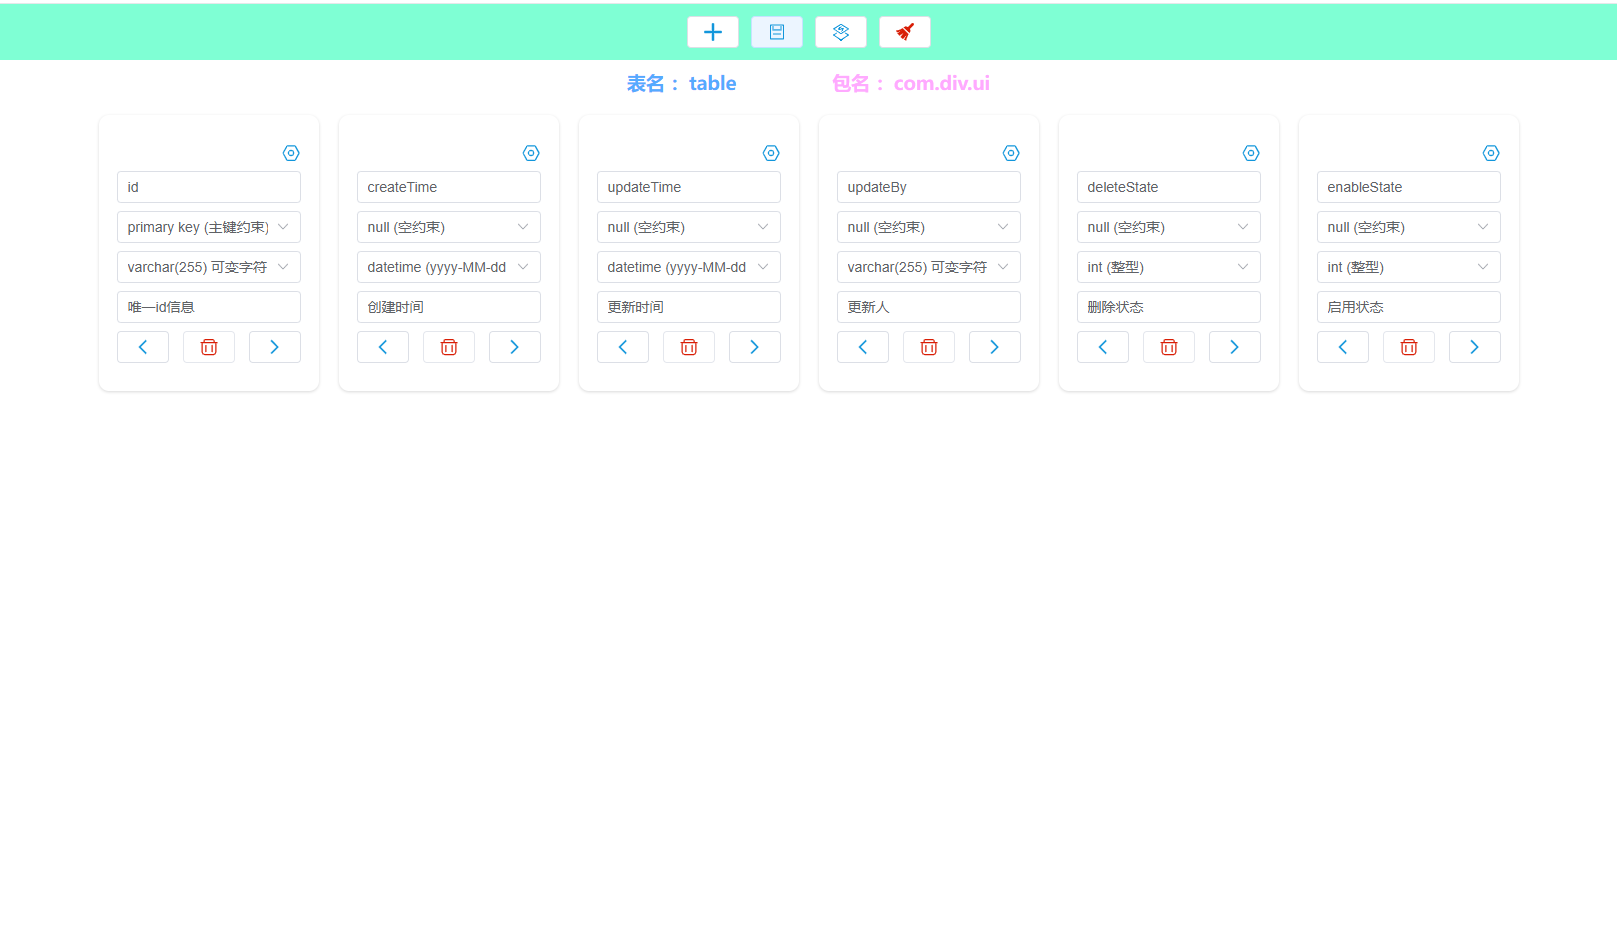 表名： table
包名： com.div.ui
id
primary key (主键约束)
varchar(255) 可变字符
唯一id信息
createTime
null (空约束)
datetime (yyyy-MM-dd
创建时间
updateTime
null (空约束)
datetime (yyyy-MM-dd
更新时间
updateBy
null (空约束)
varchar(255) 可变字符
更新人
deleteState
null (空约束)
int (整型)
删除状态
enableState
null (空约束)
int (整型)
启用状态